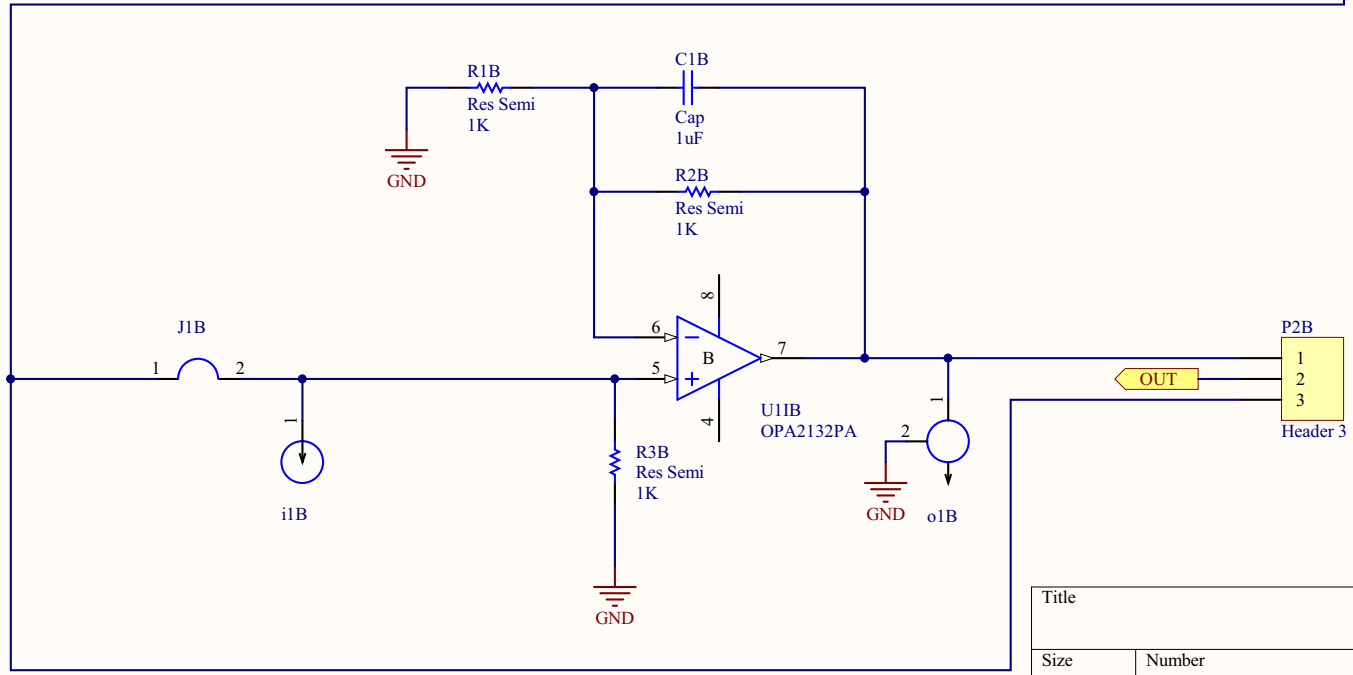 C1B
R1B
Res Semi
1K
Cap
1uF
GND
R2B
Res Semi
1K
8
J1B
1
2
6
5
B
7
4
U1IB
OPA2132PA
P2B
1
2
3
OUT
Header 3
1
i1B
R3B
Res Semi
1K
1
2
GND
o1B
GND
Title
Size
Number